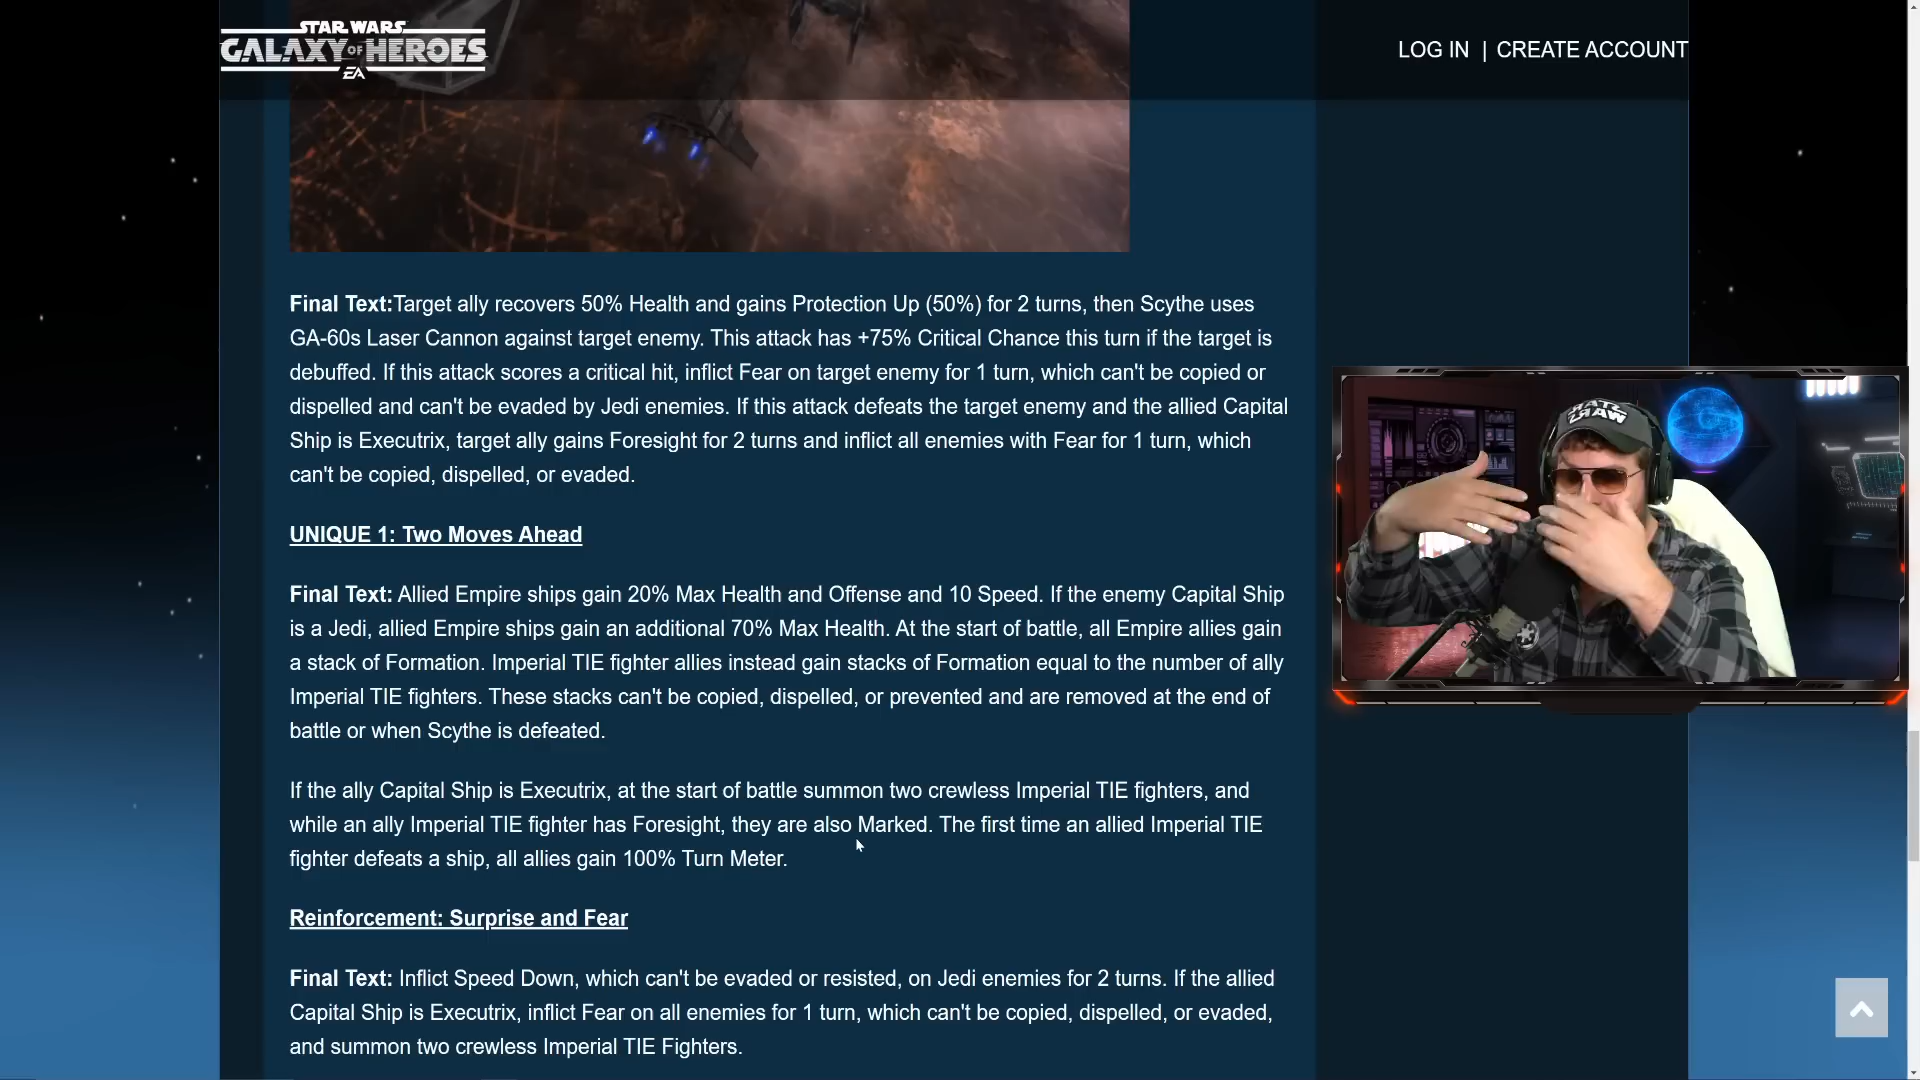 STAR WARS
GALAXY OF HEROES
EA
LOG IN | CREATE ACCOUNT
Final Text:Target ally recovers 50% Health and gains Protection Up (50%) for 2 turns, then Scythe uses
GA-60s Laser Cannon against target enemy. This attack has +75% Critical Chance this turn if the target is
debuffed. If this attack scores a critical hit, inflict Fear on target enemy for 1 turn, which can't be copied or
dispelled and can't be evaded by Jedi enemies. If this attack defeats the target enemy and the allied Capital
Ship is Executrix, target ally gains Foresight for 2 turns and inflict all enemies with Fear for 1 turn, which
can't be copied, dispelled, or evaded.
UNIQUE 1: Two Moves Ahead
Final Text: Allied Empire ships gain 20% Max Health and Offense and 10 Speed. If the enemy Capital Ship
is a Jedi, allied Empire ships gain an additional 70% Max Health. At the start of battle, all Empire allies gain
a stack of Formation. Imperial TIE fighter allies instead gain stacks of Formation equal to the number of ally
Imperial TIE fighters. These stacks can't be copied, dispelled, or prevented and are removed at the end of
battle or when Scythe is defeated.
If the ally Capital Ship is Executrix, at the start of battle summon two crewless Imperial TIE fighters, and
while an ally Imperial TIE fighter has Foresight, they are also Marked. The first time an allied Imperial TIE
fighter defeats a ship, all allies gain 100% Turn Meter.
Reinforcement: Surprise and Fear
Final Text: Inflict Speed Down, which can't be evaded or resisted, on Jedi enemies for 2 turns. If the allied
Capital Ship is Executrix, inflict Fear on all enemies for 1 turn, which can't be copied, dispelled, or evaded,
and summon two crewless Imperial TIE Fighters.
STAR
WARS